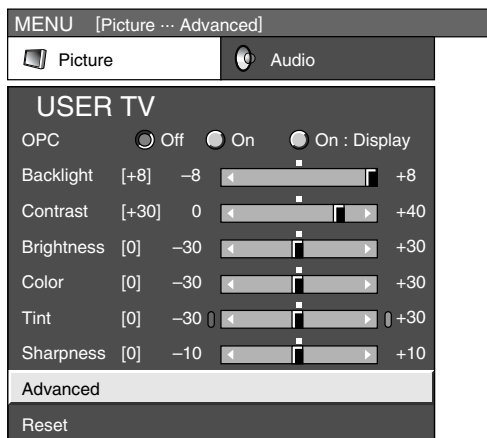 MENU [Picture ··· Advanced]
Picture Audio
USER TV
OPC Off On On : Display
Backlight [+8] –8 +8
Contrast [+30] 0 +40
Brightness [0] –30 +30
Color [0] –30 +30
Tint [0] –30 +30
Sharpness [0] –10 +10
Advanced
Reset